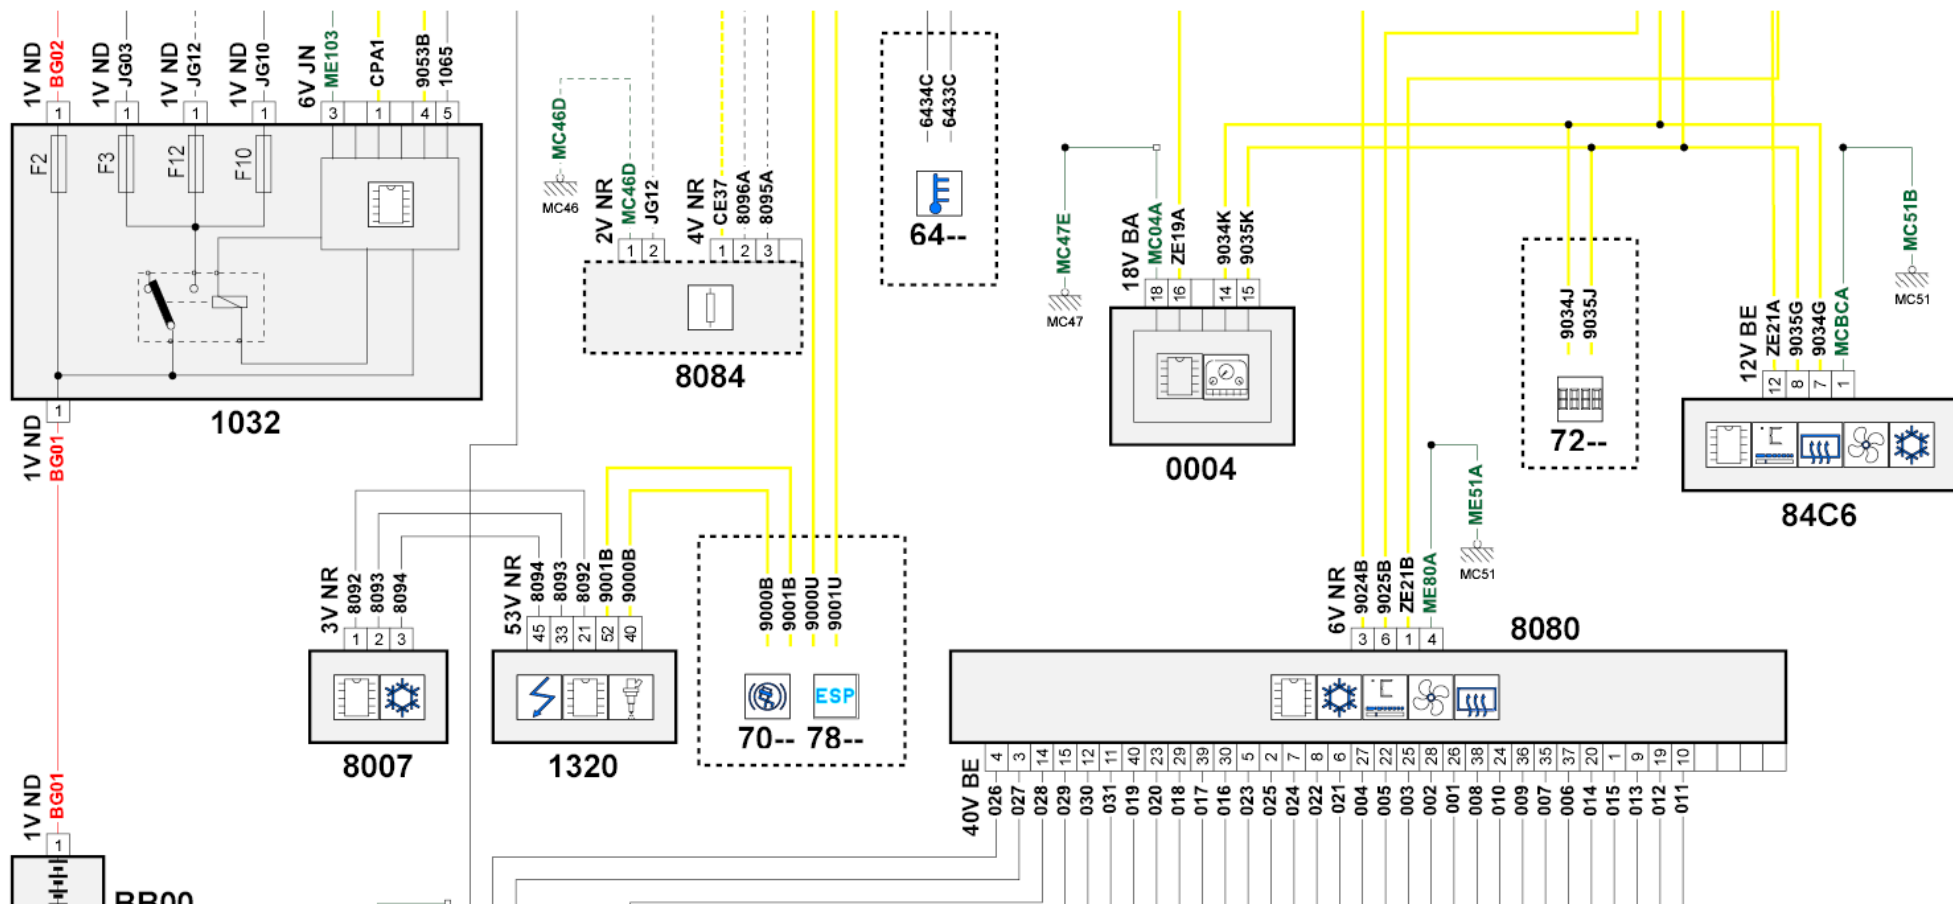 1V ND
BG02
1V ND
JG03
1V ND
JG12
1V ND
JG10
6V JN
ME103
CPA1
9053B
1065
1
1
1
1
3
1
4
5
F2
F3
F12
F10
1032
1
1V ND
BG01
1V ND
BG01
1
BB00
MC46D
MC46
2V NR
MC46D
JG12
1
2
4V NR
CE37
8096A
8095A
1
2
3
8084
6434C
6433C
64--
MC47E
MC47
18V BA
MC04A
ZE19A
9034K
9035K
18
16
14
15
0004
9034J
9035J
72--
12V BE
ZE21A
9035G
9034G
MCBCA
12
8
7
1
MC51B
MC51
84C6
3V NR
8092
8093
8094
1
2
3
8007
53V NR
8094
8093
8092
9001B
9000B
45
33
21
52
40
1320
9000B
9001B
9000U
9001U
ESP
70--
78--
6V NR
9024B
9025B
ZE21B
ME80A
3
6
1
4
ME51A
MC51
8080
40V BE
4
3
14
15
12
11
40
23
29
39
30
5
2
7
8
6
27
22
25
28
26
38
24
36
35
37
20
1
9
19
10
026
027
028
029
030
031
019
020
018
017
016
023
025
024
022
021
004
005
003
002
001
008
010
009
007
006
014
015
013
012
011